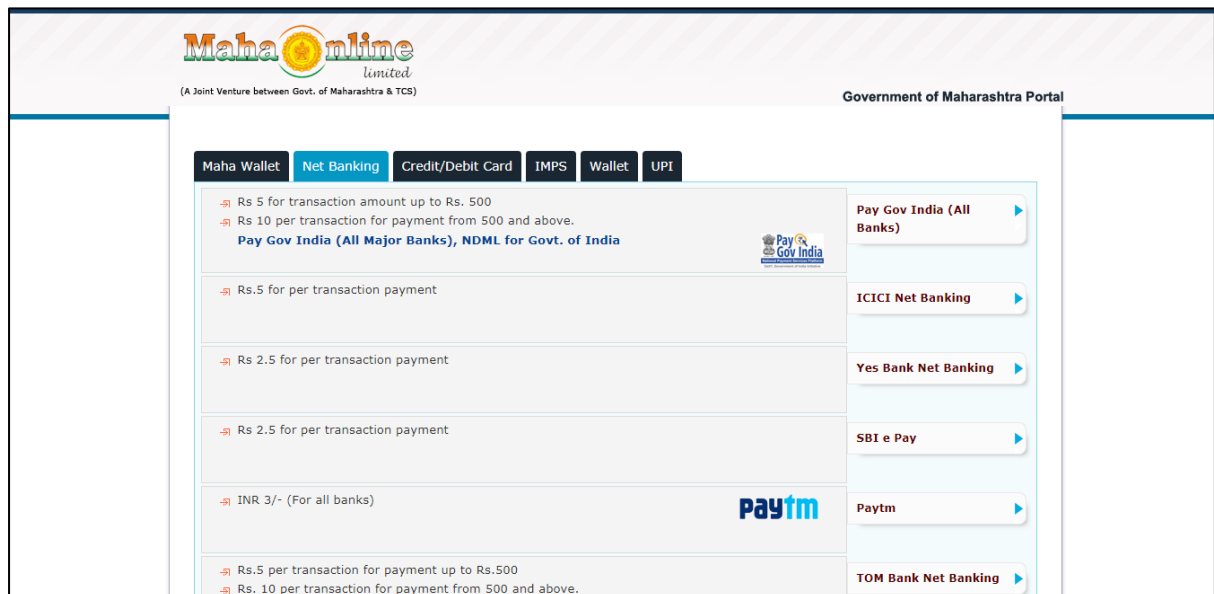 MahaOnline
limited
(A Joint Venture between Govt. of Maharashtra & TCS)
Government of Maharashtra Portal
Maha Wallet Net Banking Credit/Debit Card IMPS Wallet UPI
Rs 5 for transaction amount up to Rs. 500
Rs 10 per transaction for payment from 500 and above.
Pay Gov India (All Major Banks), NDML for Govt. of India
Pay
Gov India
Pay Gov India (All
Banks)
Rs.5 for per transaction payment
ICICI Net Banking
Rs 2.5 for per transaction payment
Yes Bank Net Banking
Rs 2.5 for per transaction payment
SBI e Pay
INR 3/- (For all banks)
paytm
Paytm
Rs.5 per transaction for payment up to Rs.500
Rs. 10 per transaction for payment from 500 and above.
TOM Bank Net Banking